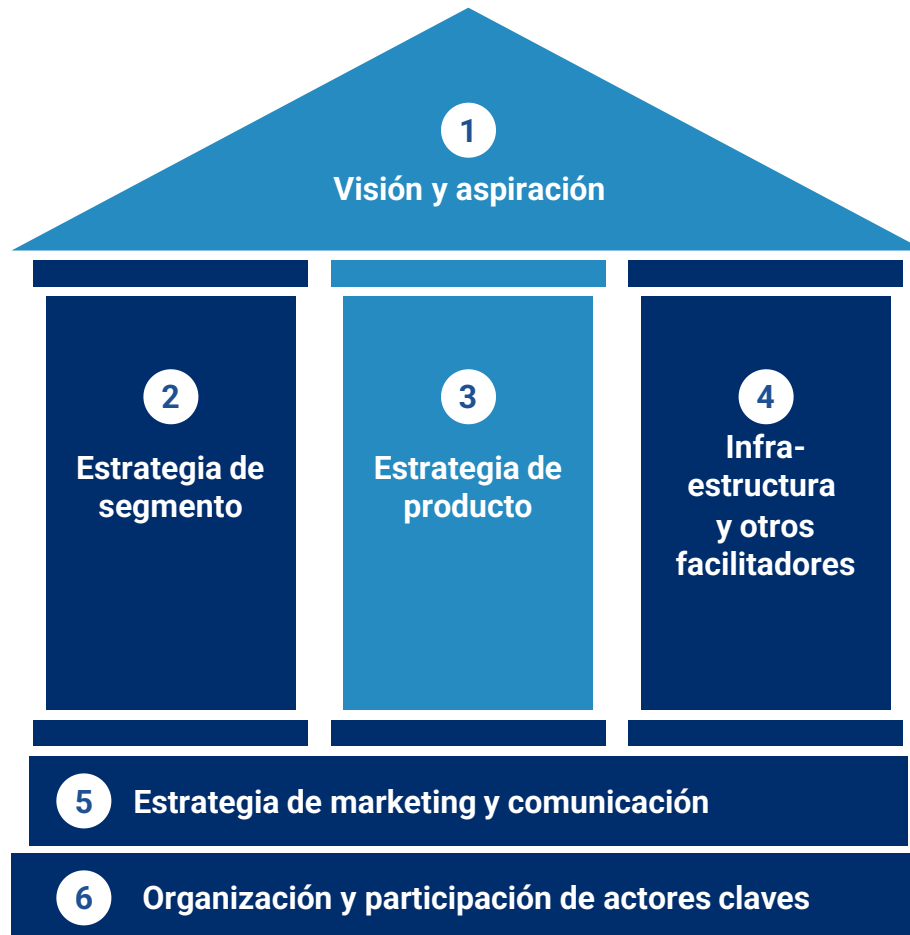 1
Visión y aspiración
2
Estrategia de
segmento
3
Estrategia de
producto
4
Infra-
estructura
y otros
facilitadores
5 Estrategia de marketing y comunicación
6 Organización y participación de actores claves